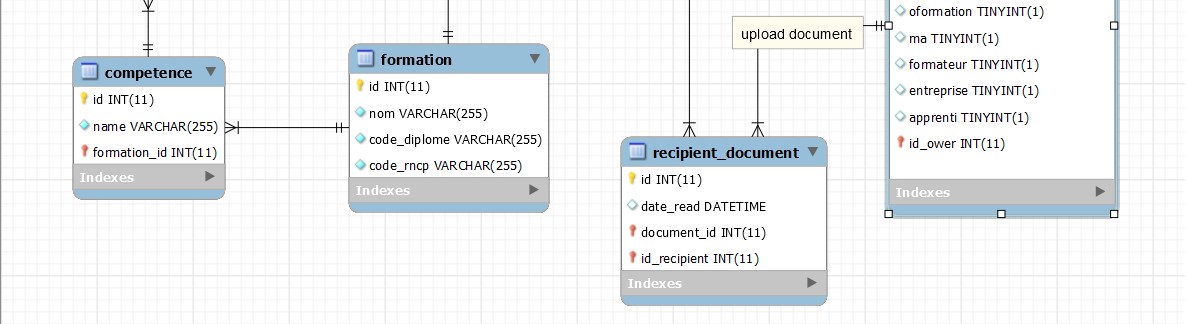 competence
id INT(11)
name VARCHAR(255)
formation_id INT(11)
Indexes
formation
id INT(11)
nom VARCHAR(255)
code_diplome VARCHAR(255)
code_rncp VARCHAR(255)
Indexes
upload document
recipient_document
id INT(11)
date_read DATETIME
document_id INT(11)
id_recipient INT(11)
Indexes
oformation TINYINT(1)
ma TINYINT(1)
formateur TINYINT(1)
entreprise TINYINT(1)
apprenti TINYINT(1)
id_ower INT(11)
Indexes